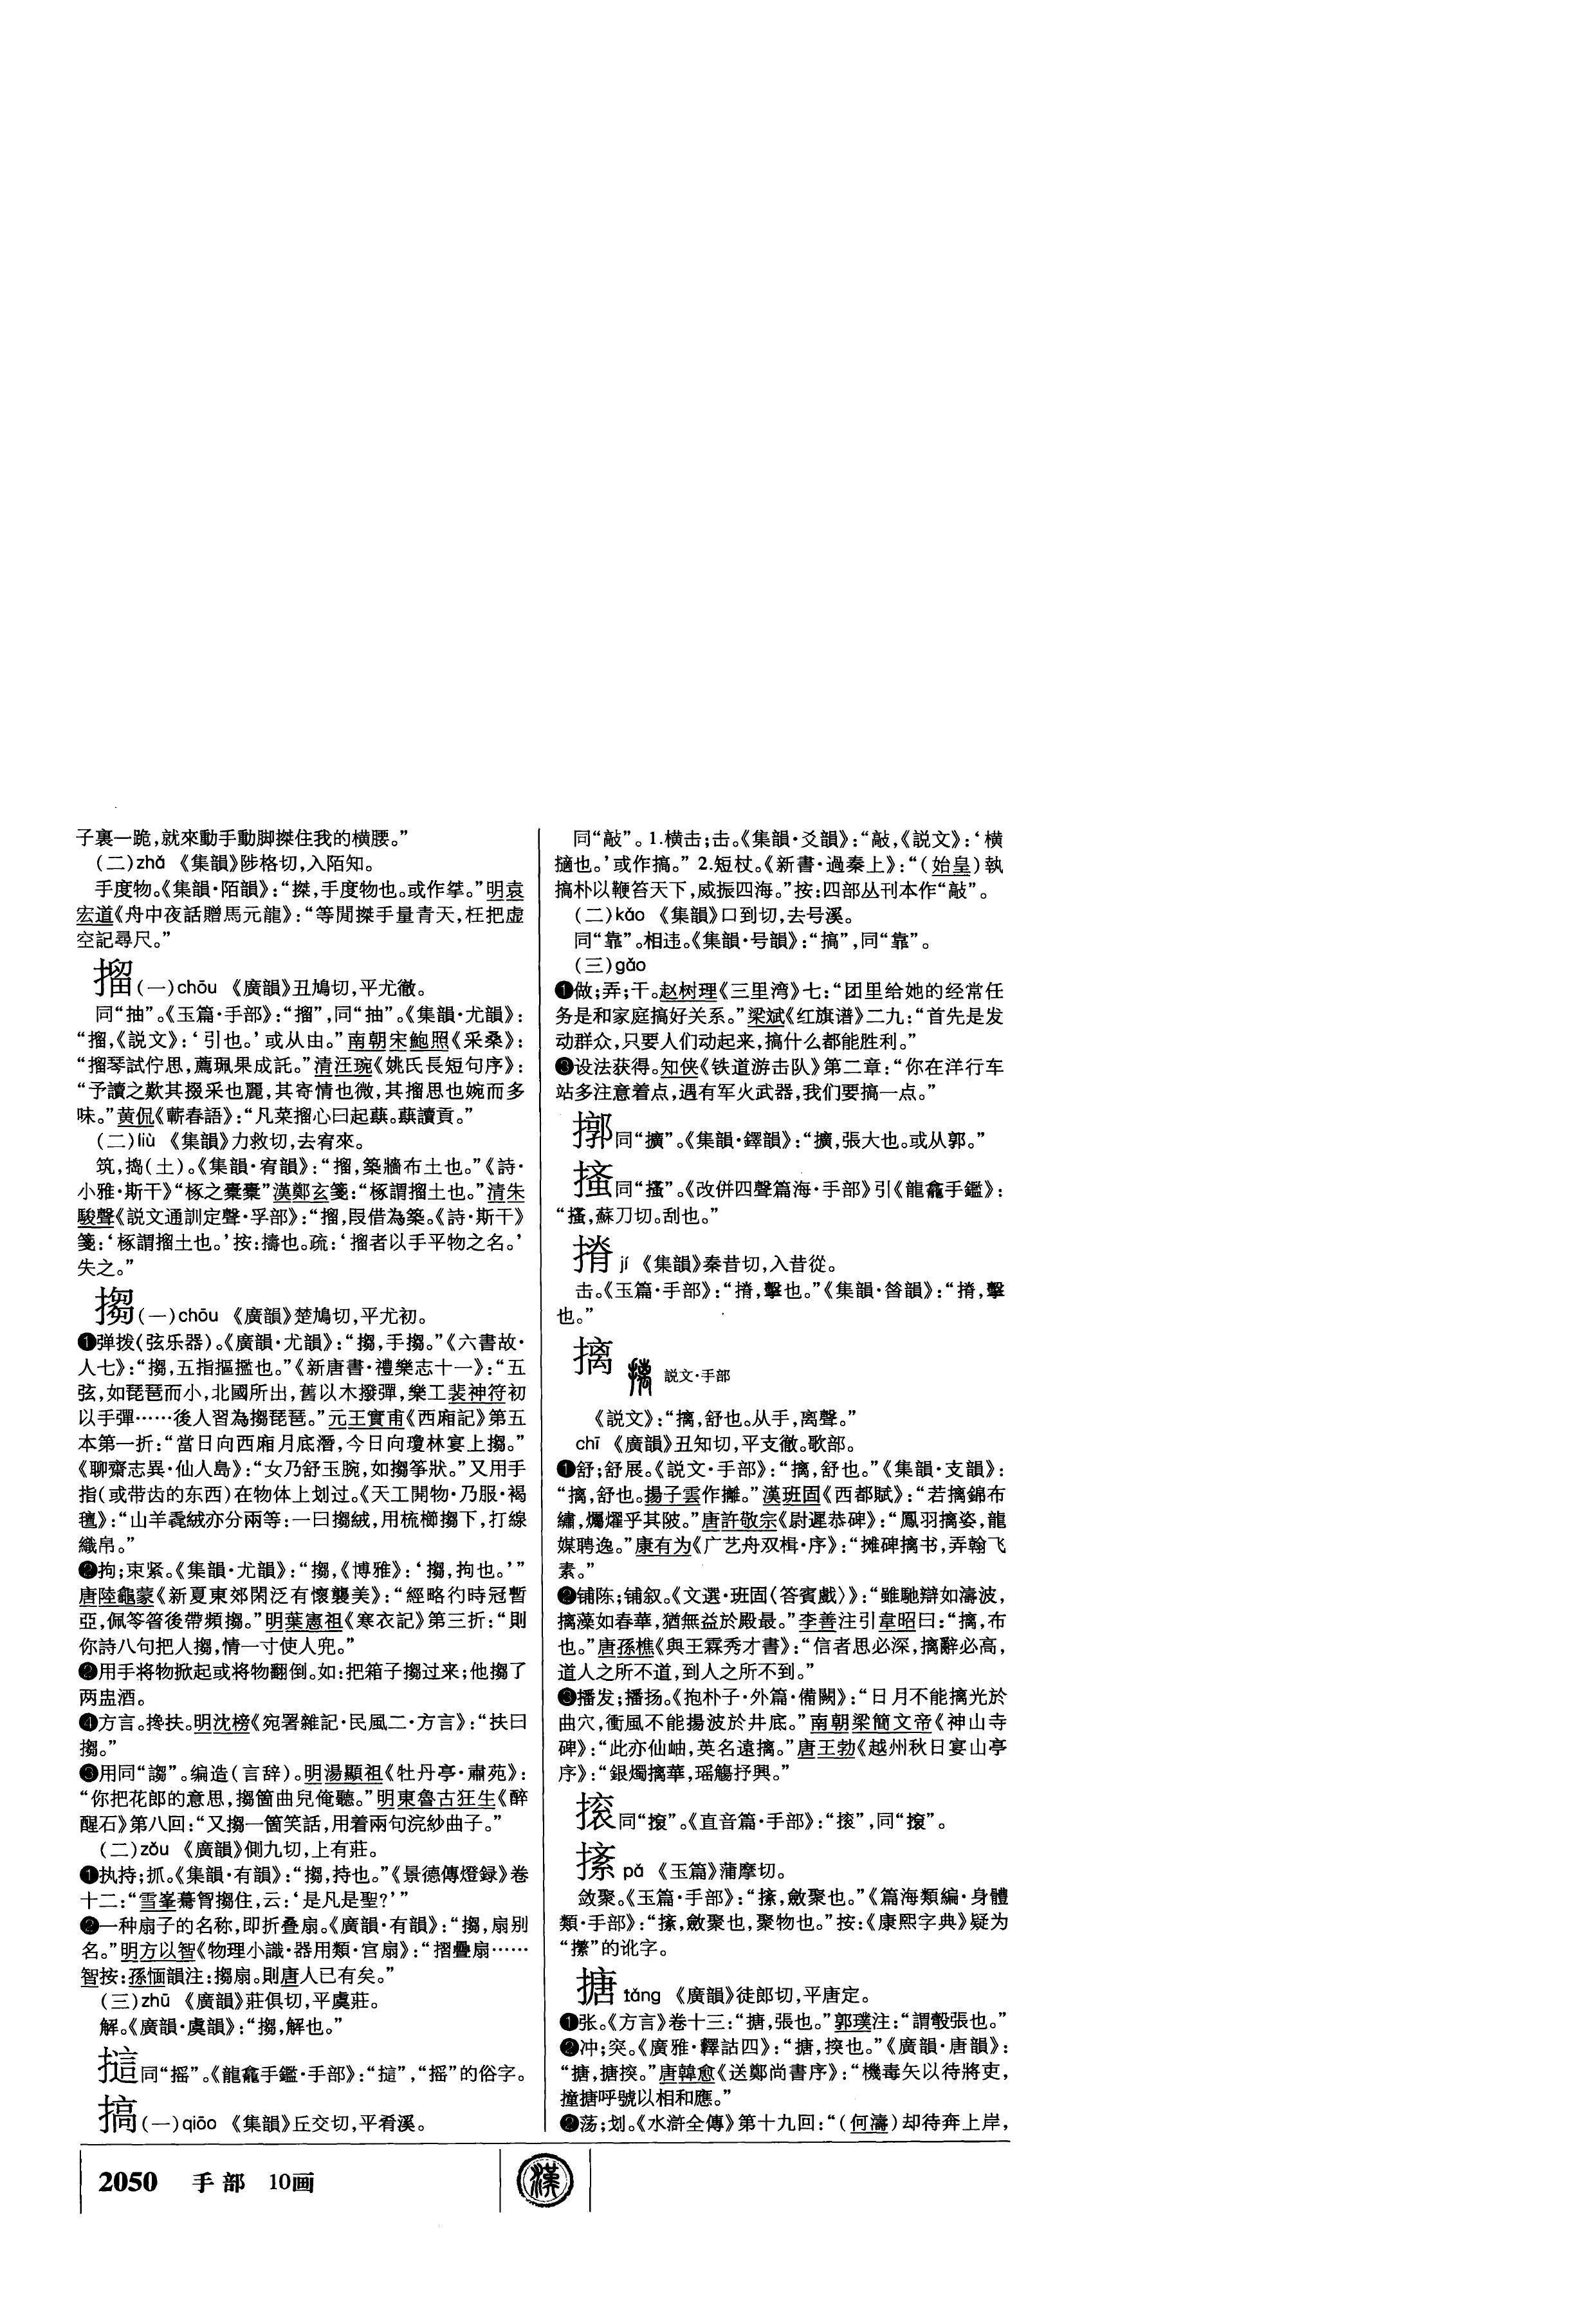 子裏一跪,就來動手動脚搩住我的横腰。”
(二)zhǎ 《集韻》陟格切,入陌知。
手度物。《集韻·陌韻》:“搩,手度物也。或作挙。”明袁
宏道《舟中夜話贈馬元龍》:“等閒搩手量青天,枉把虚
空記尋尺。”
㨨(一)chōu 《廣韻》丑鳩切,平尤徹。
同“抽”。《玉篇·手部》:“㨨”,同“抽”。《集韻·尤韻》:
“㨨,《説文》:‘引也。’或从由。”南朝宋鮑照《采桑》:
“㨨琴試佇思,薦珮果成託。”清汪琬《姚氏長短句序》:
“予讀之歎其掇采也麗,其寄情也微,其㨨思也婉而多
味。”黄侃《蘄春語》:“凡菜㨨心曰起蕻。蕻讀貢。”
(二)liù 《集韻》力救切,去宥來。
筑,搗(土)。《集韻·宥韻》:“㨨,築牆布土也。”《詩·
小雅·斯干》“椓之橐橐”漢鄭玄箋:“椓謂㨨土也。”清朱
駿聲《説文通訓定聲·孚部》:“㨨,叚借為築。《詩·斯干》
箋:‘椓謂㨨土也。’按:擣也。疏:‘㨨者以手平物之名。’
失之。”
搊(一)chōu 《廣韻》楚鳩切,平尤初。
❶弹拨(弦乐器)。《廣韻·尤韻》:“搊,手搊。”《六書故·
人七》:“搊,五指摳擥也。”《新唐書·禮樂志十一》:“五
弦,如琵琶而小,北國所出,舊以木撥彈,樂工裴神符初
以手彈……後人習為搊琵琶。”元王實甫《西廂記》第五
本第一折:“當日向西廂月底潛,今日向瓊林宴上搊。”
《聊齋志異·仙人島》:“女乃舒玉腕,如搊筝狀。”又用手
指(或带齿的东西)在物体上划过。《天工開物·乃服·褐
氊》:“山羊毳絨亦分兩等:一曰搊絨,用梳櫛搊下,打線
織帛。”
❷拘;束紧。《集韻·尤韻》:“搊,《博雅》:‘搊,拘也。’”
唐陸龜蒙《新夏東郊閑泛有懷襲美》:“經略彴時冠暫
亞,佩笭箵後帶頻搊。”明葉憲祖《寒衣記》第三折:“則
你詩八句把人搊,情一寸使人兜。”
❷用手将物掀起或将物翻倒。如:把箱子搊过来;他搊了
两盅酒。
❹方言。搀扶。明沈榜《宛署雜記·民風二·方言》:“扶曰
搊。”
❸用同“謅”。编造(言辞)。明湯顯祖《牡丹亭·肅苑》:
“你把花郎的意思,搊箇曲兒俺聽。”明東魯古狂生《醉
醒石》第八回:“又搊一箇笑話,用着兩句浣紗曲子。”
(二)zǒu 《廣韻》側九切,上有莊。
❶执持;抓。《集韻·有韻》:“搊,持也。”《景德傳燈録》卷
十二:“雪峯驀胷搊住,云:‘是凡是聖?’”
❷一种扇子的名称,即折叠扇。《廣韻·有韻》:“搊,扇别
名。”明方以智《物理小識·器用類·宫扇》:“摺疊扇……
智按:孫愐韻注:搊扇。則唐人已有矣。”
(三)zhū 《廣韻》莊俱切,平虞莊。
解。《廣韻·虞韻》:“搊,解也。”
同“摇”。《龍龕手鑑·手部》:“摇”的俗字。
搞(一)qiāo 《集韻》丘交切,平肴溪。
同“敲”。1.横击;击。《集韻·爻韻》:“敲,《説文》:‘横
擿也。’或作搞。” 2.短杖。《新書·過秦上》:“(始皇)執
搞朴以鞭笞天下,威振四海。”按:四部丛刊本作“敲”。
(二)kǎo 《集韻》口到切,去号溪。
同“靠”。相违。《集韻·号韻》:“搞”,同“靠”。
(三)gǎo
❶做;弄;干。赵树理《三里湾》七:“团里给她的经常任
务是和家庭搞好关系。”梁斌《红旗谱》二九:“首先是发
动群众,只要人们动起来,搞什么都能胜利。”
❸设法获得。知侠《铁道游击队》第二章:“你在洋行车
站多注意着点,遇有军火武器,我们要搞一点。”
㨯同“擴”。《集韻·鐸韻》:“擴,張大也。或从郭。”
搔同“搔”。《改併四聲篇海·手部》引《龍龕手鑑》:
“搔,蘇刀切。刮也。”
㨈 jí 《集韻》秦昔切,入昔從。
击。《玉篇·手部》:“㨈,擊也。”《集韻·㫺韻》:“㨈,擊
也。”
摛 説文·手部
《説文》:“摛,舒也。从手,离聲。”
chī 《廣韻》丑知切,平支徹。歌部。
❶舒;舒展。《説文·手部》:“摛,舒也。”《集韻·支韻》:
“摛,舒也。揚子雲作攡。”漢班固《西都賦》:“若摛錦布
繡,爥燿乎其陂。”唐許敬宗《尉遲恭碑》:“鳳羽摛姿,龍
媒聘逸。”康有为《广艺舟双楫·序》:“摊碑摛书,弄翰飞
素。”
❷铺陈;铺叙。《文選·班固〈答賓戲〉》:“雖馳辯如濤波,
摛藻如春華,猶無益於殿最。”李善注引韋昭曰:“摛,布
也。”唐孫樵《與王霖秀才書》:“信者思必深,摛辭必高,
道人之所不道,到人之所不到。”
❸播发;播扬。《抱朴子·外篇·備闕》:“日月不能摛光於
曲穴,衝風不能揚波於井底。”南朝梁簡文帝《神山寺
碑》:“此亦仙岫,英名遠摛。”唐王勃《越州秋日宴山亭
序》:“銀燭摛華,瑶觴抒興。”
滚同“㨰”。《直音篇·手部》:“㨰”。
pá 《玉篇》蒲摩切。
敛聚。《玉篇·手部》:“斂聚也。”《篇海類編·身體
類·手部》:“斂聚也,聚物也。”按:《康熙字典》疑为
的讹字。
搪 táng 《廣韻》徒郎切,平唐定。
❶张。《方言》卷十三:“搪,張也。”郭璞注:“謂彀張也。”
❷冲;突。《廣雅·釋詁四》:“搪,揬也。”《廣韻·唐韻》:
“搪,搪揬。”唐韓愈《送鄭尚書序》:“機毒矢以待將吏,
撞搪呼號以相和應。”
❷荡;划。《水滸全傳》第十九回:“(何濤)却待奔上岸,
2050 手部 10画
漢